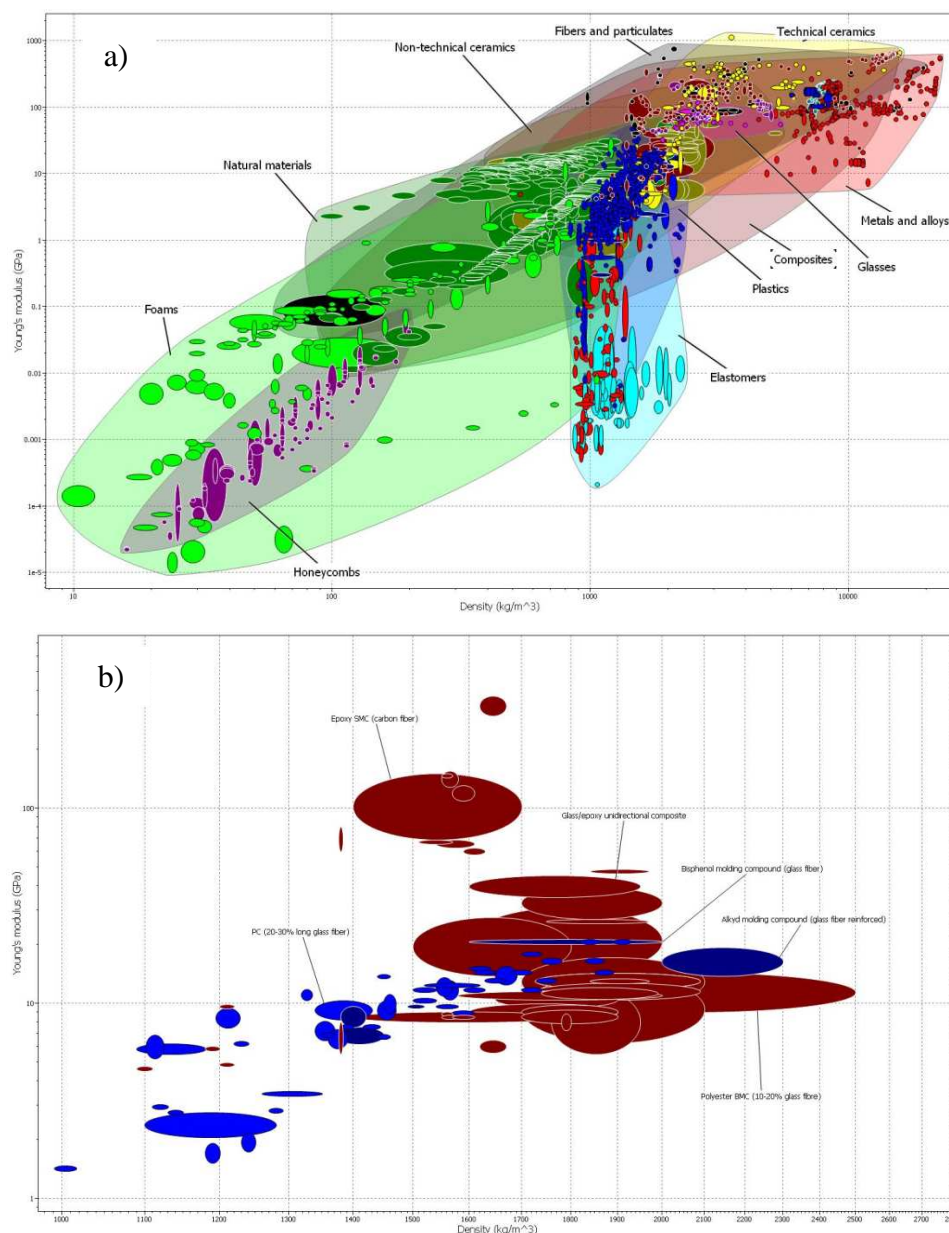 a)
Fibers and particulates
Technical ceramics
Non-technical ceramics
Natural materials
Metals and alloys
Composites
Glasses
Foams
Plastics
Elastomers
Honeycombs
Young's modulus (GPa)
1000
100
10
1
0.1
0.01
0.001
1e-4
1e-5
10
100
1000
10000
Density (kg/m^3)
b)
Epoxy SMC (carbon fiber)
Glass/epoxy unidirectional composite
Bisphenol molding compound (glass fiber)
Alkyd molding compound (glass fiber reinforced)
PC (20-30% long glass fiber)
Polyester BMC (10-20% glass fibre)
Young's modulus (GPa)
100
10
1
1000
1100
1200
1300
1400
1500
1600
1700
1800
1900
2000
2100
2200
2300
2400
2500
2600
2700
Density (kg/m^3)